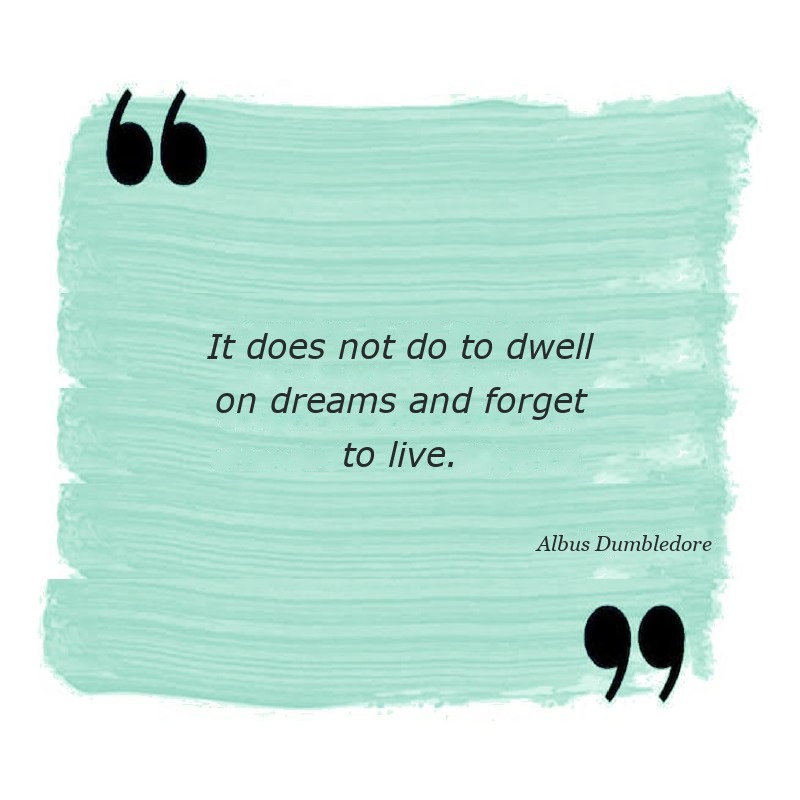 It does not do to dwell
on dreams and forget
to live.
Albus Dumbledore